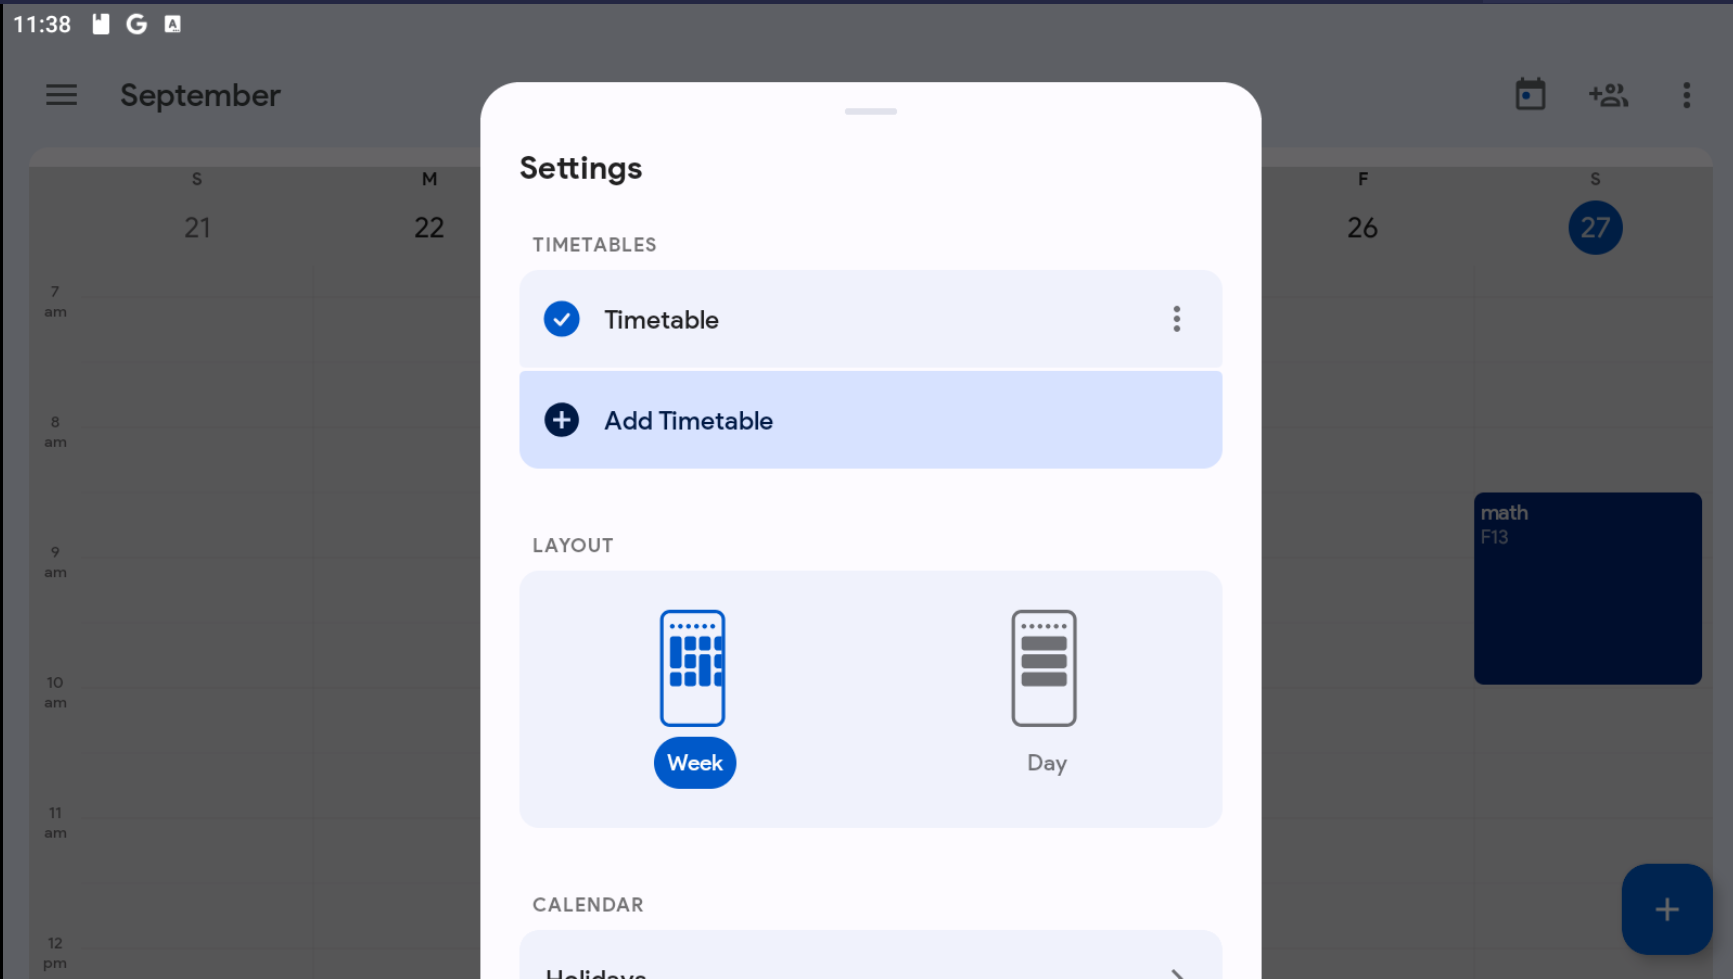 11:38
September
S
M
F
S
21
22
26
27
Settings
TIMETABLES
Timetable
Add Timetable
LAYOUT
Week
Day
CALENDAR
Holidays
7
am
8
am
9
am
10
am
11
am
12
pm
math
F13